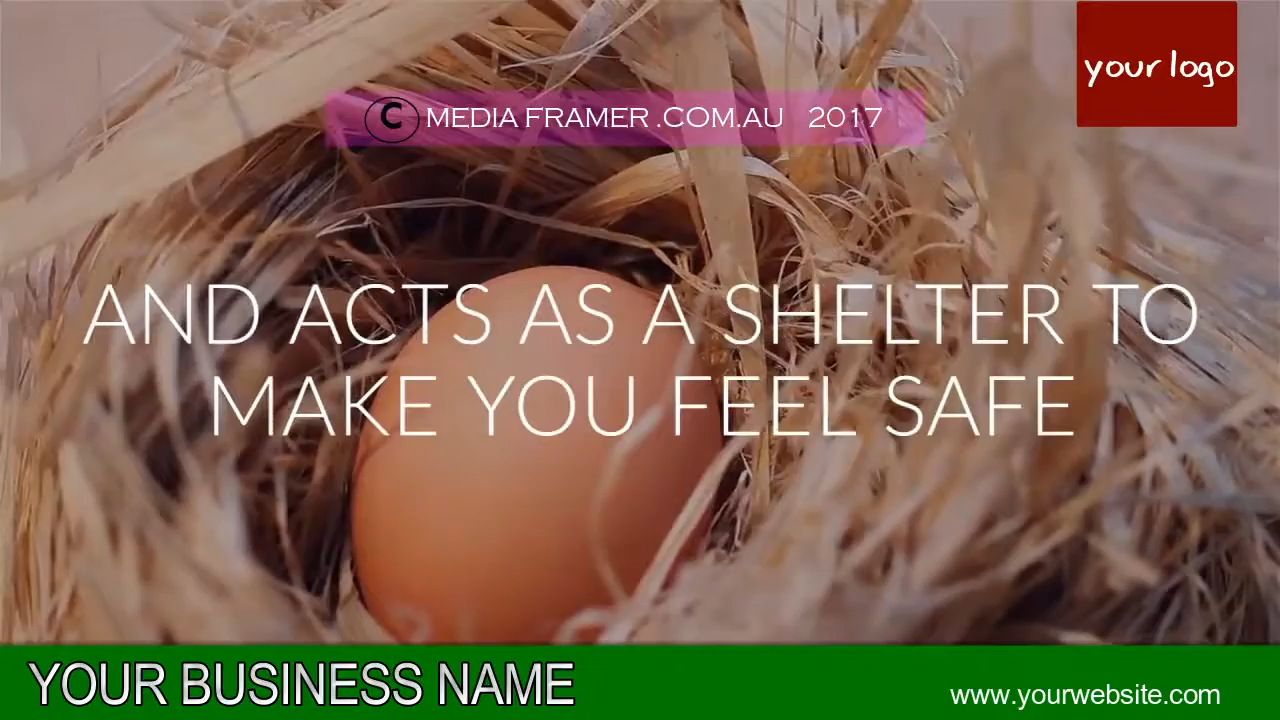 your logo
© MEDIA FRAMER .COM.AU 2017
AND ACTS AS A SHELTER TO
MAKE YOU FEEL SAFE
YOUR BUSINESS NAME
www.yourwebsite.com